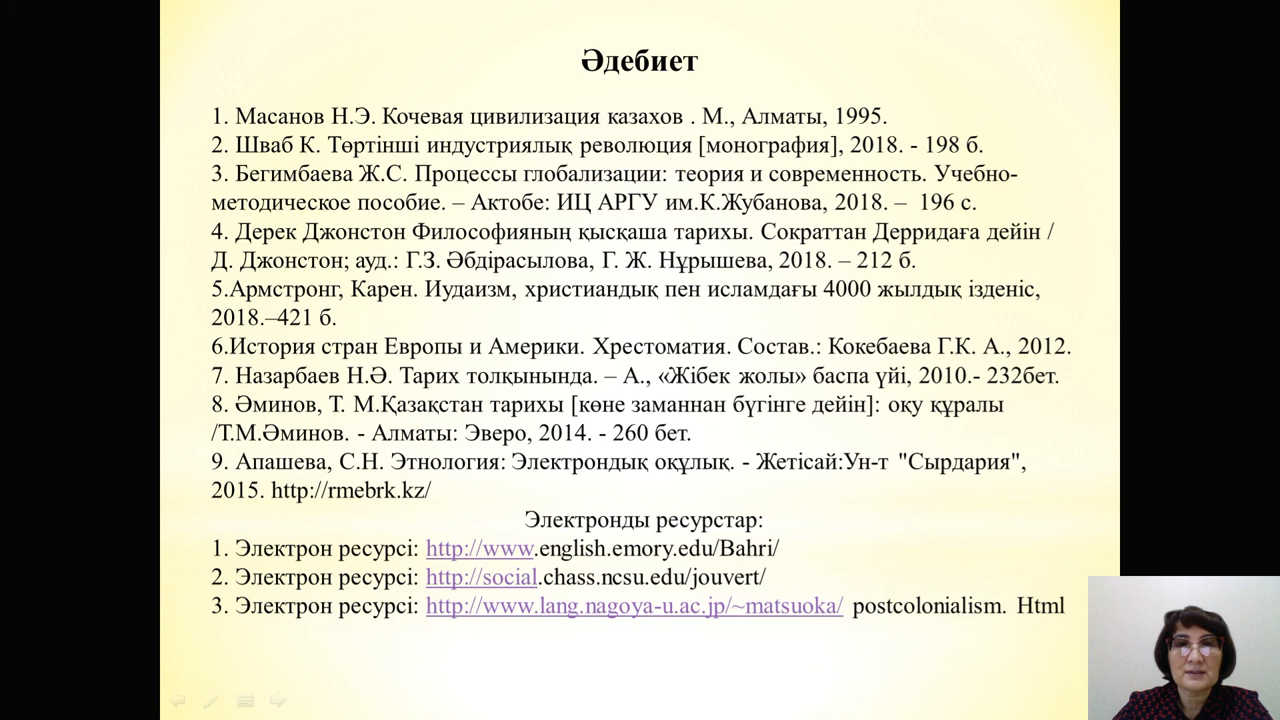 Әдебиет
1. Масанов Н.Э. Кочевая цивилизация казахов . М., Алматы, 1995.
2. Шваб К. Төртінші индустриялық революция [монография], 2018. - 198 б.
3. Бегимбаева Ж.С. Процессы глобализации: теория и современность. Учебно-
методическое пособие. – Актобе: ИЦ АРГУ им.К.Жубанова, 2018. – 196 с.
4. Дерек Джонстон Философияның қысқаша тарихы. Сократтан Дерридаға дейін /
Д. Джонстон; ауд.: Г.З. Әбдірасылова, Г. Ж. Нұрышева, 2018. – 212 б.
5.Армстронг, Карен. Иудаизм, христиандық пен исламдағы 4000 жылдық ізденіс,
2018.–421 б.
6.История стран Европы и Америки. Хрестоматия. Состав.: Кокебаева Г.К. А., 2012.
7. Назарбаев Н.Ә. Тарих толқынында. – А., «Жібек жолы» баспа үйі, 2010.- 232бет.
8. Әминов, Т. М.Қазақстан тарихы [көне заманнан бүгінге дейін]: оқу құралы
/Т.М.Әминов. - Алматы: Эверо, 2014. - 260 бет.
9. Апашева, С.Н. Этнология: Электрондық оқұлық. - Жетісай:Ун-т "Сырдария",
2015. http://rmebrk.kz/
Электронды ресурстар:
1. Электрон ресурсі: http://www.english.emory.edu/Bahri/
2. Электрон ресурсі: http://social.chass.ncsu.edu/jouvert/
3. Электрон ресурсі: http://www.lang.nagoya-u.ac.jp/~matsuoka/ postcolonialism. Html